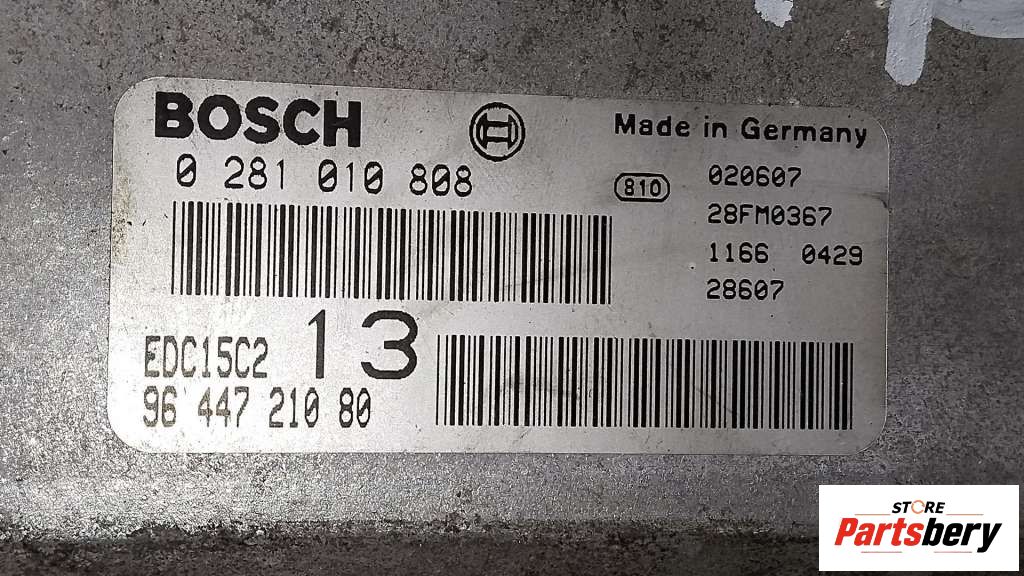 BOSCH
Made in Germany
0 281 010 808
810
020607
28FM0367
1166 0429
28607
EDC15C2 13
96 447 210 80
STORE
Partsbery